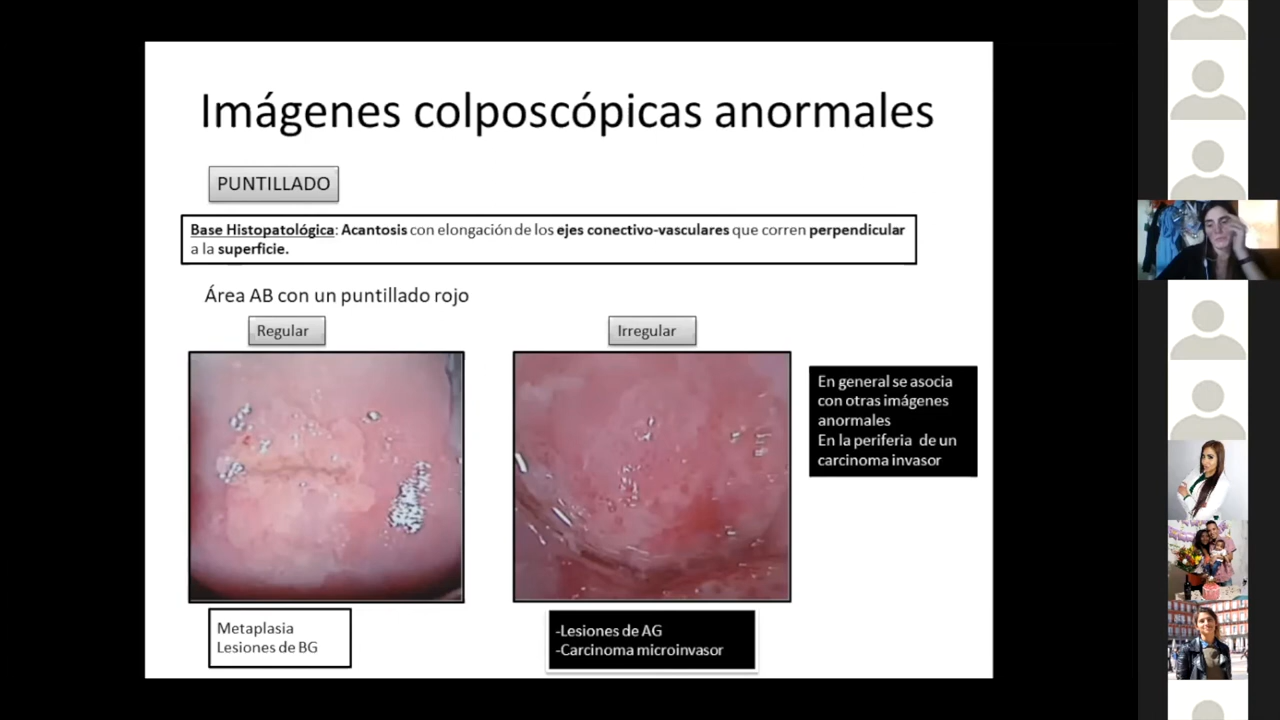 Imágenes colposcópicas anormales
PUNTILLADO
Base Histopatológica: Acantosis con elongación de los ejes conectivo-vasculares que corren perpendicular
a la superficie.
Área AB con un puntillado rojo
Regular
Irregular
En general se asocia
con otras imágenes
anormales
En la periferia de un
carcinoma invasor
Metaplasia
Lesiones de BG
-Lesiones de AG
-Carcinoma microinvasor